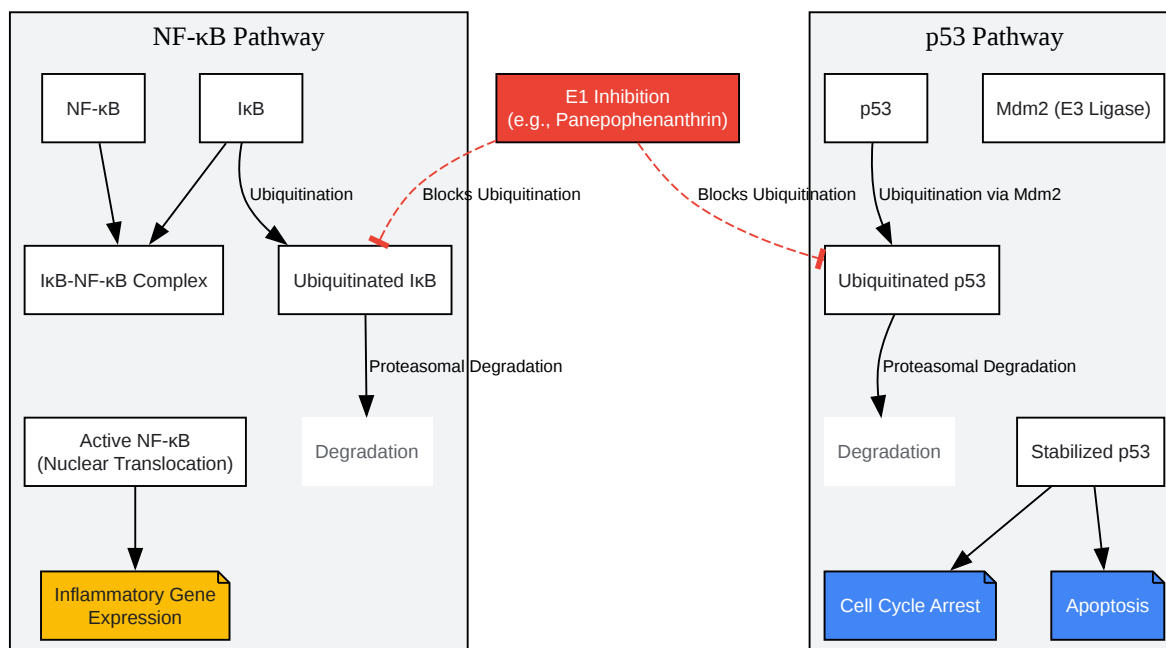 NF-κB Pathway
p53 Pathway
NF-κB
IκB
E1 Inhibition
(e.g., Panepophenanthrin)
p53
Mdm2 (E3 Ligase)
Ubiquitination
Blocks Ubiquitination
Blocks Ubiquitination
Ubiquitination via Mdm2
IκB-NF-κB Complex
Ubiquitinated IκB
Ubiquitinated p53
Proteasomal Degradation
Proteasomal Degradation
Active NF-κB
(Nuclear Translocation)
Degradation
Degradation
Stabilized p53
Inflammatory Gene
Expression
Cell Cycle Arrest
Apoptosis